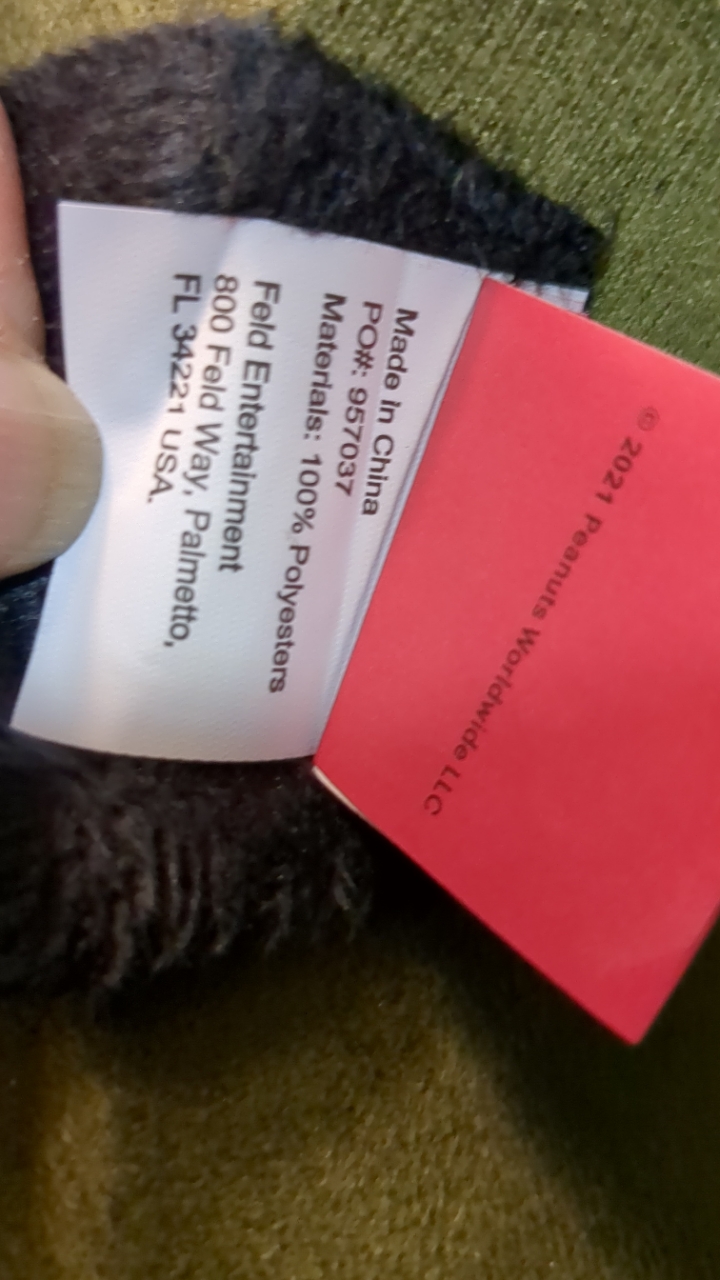 Made in China
PO#: 957037
Materials: 100% Polyesters
Feld Entertainment
800 Feld Way, Palmetto,
FL 34221 USA.
© 2021 Peanuts Worldwide LLC